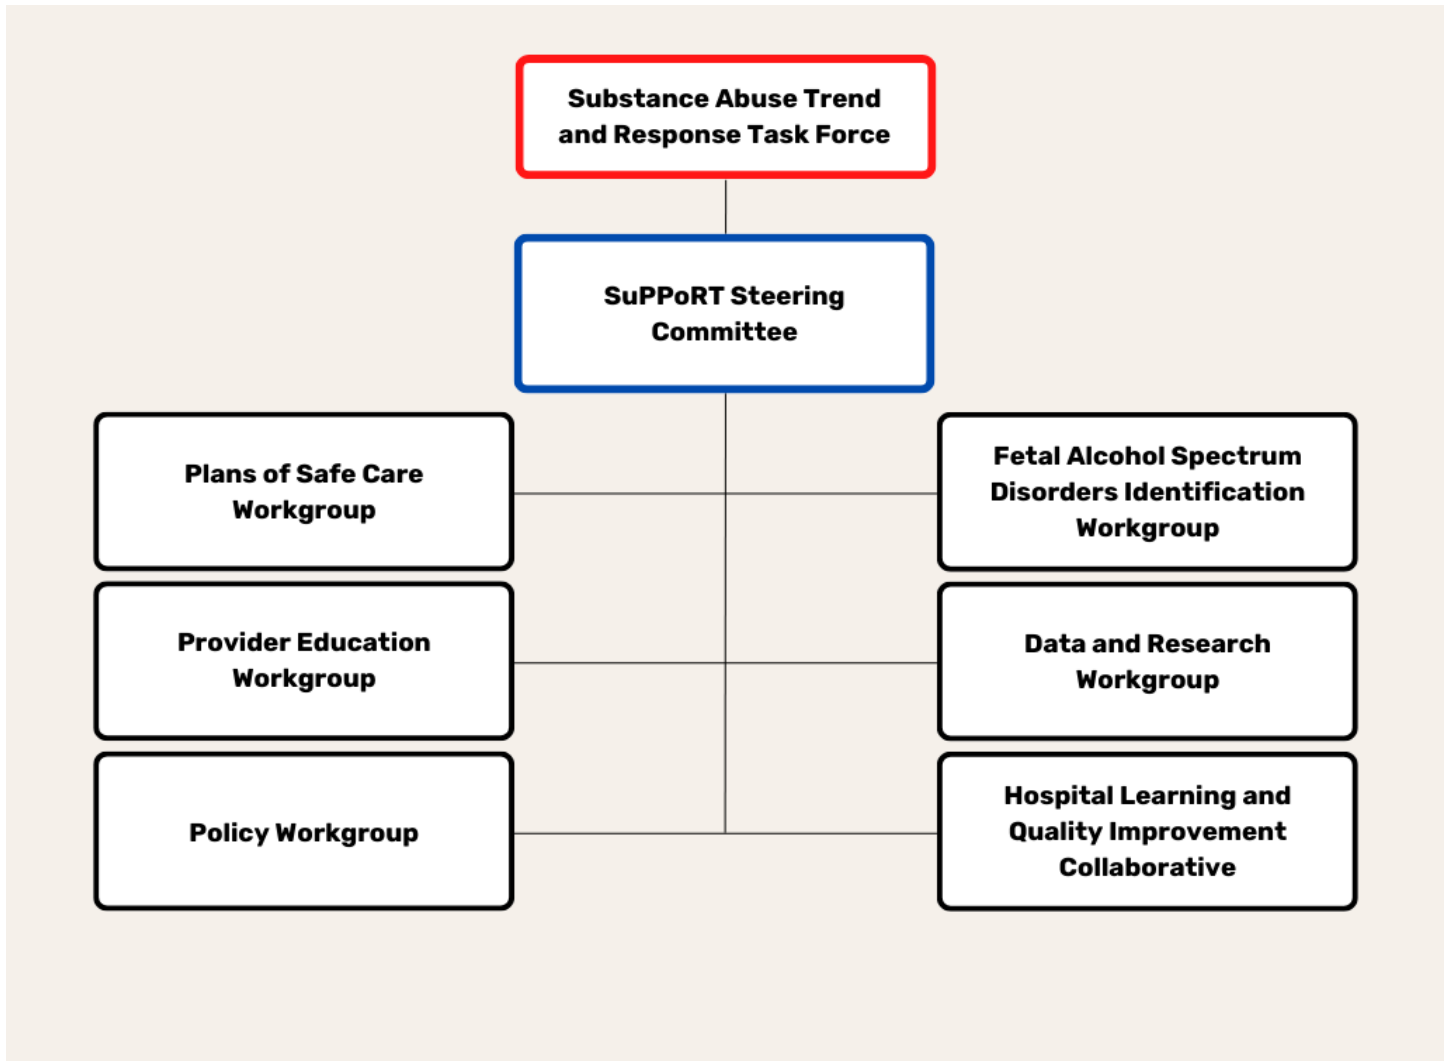 Substance Abuse Trend
and Response Task Force
SuPPoRT Steering
Committee
Plans of Safe Care
Workgroup
Fetal Alcohol Spectrum
Disorders Identification
Workgroup
Provider Education
Workgroup
Data and Research
Workgroup
Policy Workgroup
Hospital Learning and
Quality Improvement
Collaborative